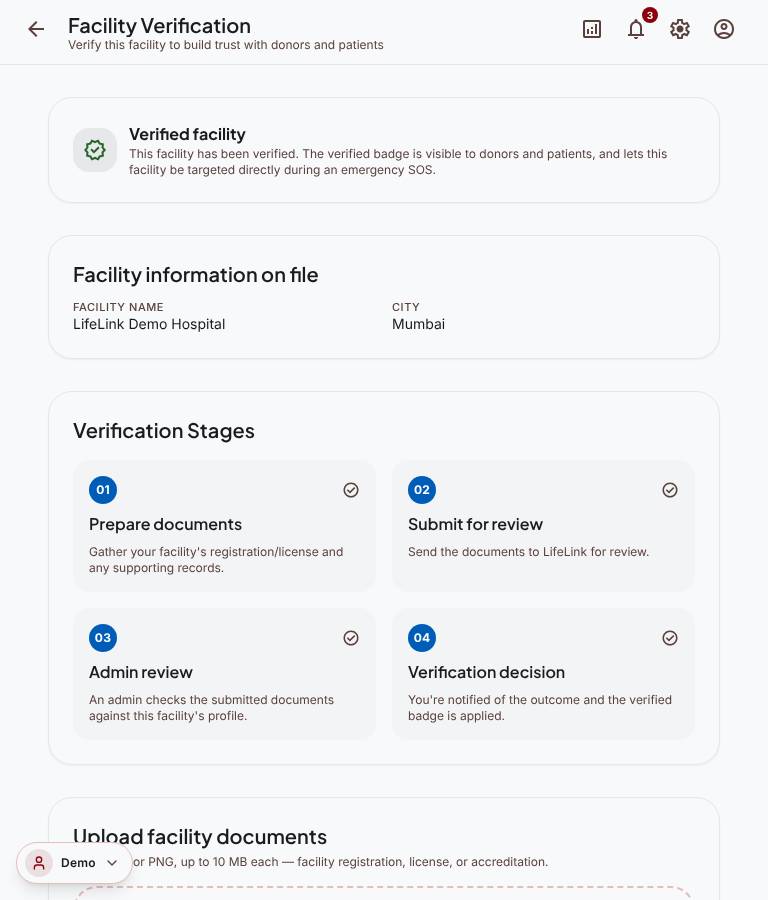 Facility Verification
Verify this facility to build trust with donors and patients
3
Verified facility
This facility has been verified. The verified badge is visible to donors and patients, and lets this
facility be targeted directly during an emergency SOS.
Facility information on file
FACILITY NAME
CITY
LifeLink Demo Hospital
Mumbai
Verification Stages
01
Prepare documents
Gather your facility's registration/license and
any supporting records.
02
Submit for review
Send the documents to LifeLink for review.
03
Admin review
An admin checks the submitted documents
against this facility's profile.
04
Verification decision
You're notified of the outcome and the verified
badge is applied.
Upload facility documents
or PNG, up to 10 MB each — facility registration, license, or accreditation.
Demo